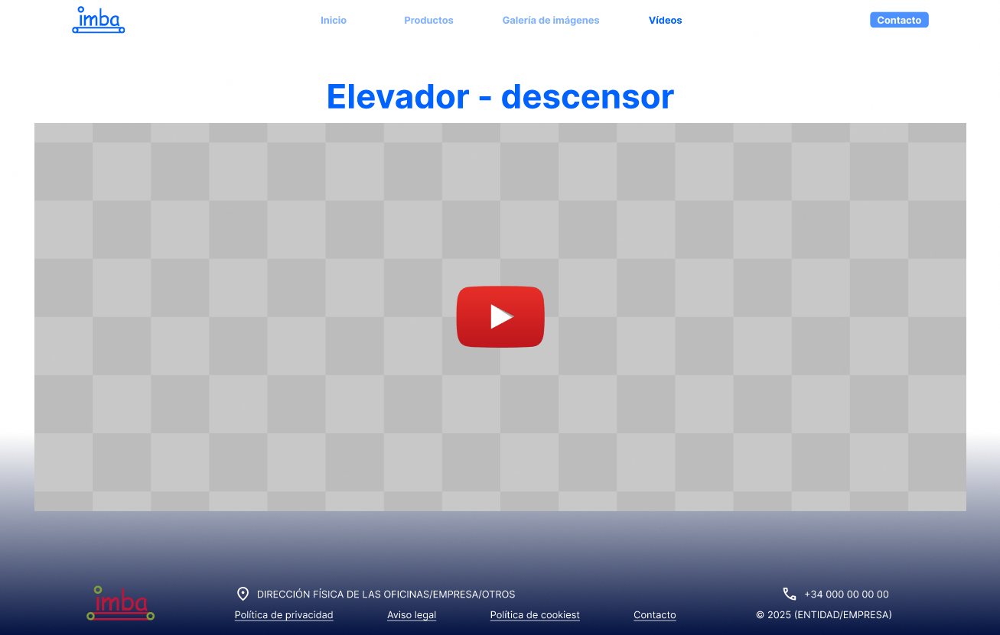 imba
Inicio Productos Galería de imágenes Vídeos Contacto
Elevador - descensor
imba
DIRECCIÓN FÍSICA DE LAS OFICINAS/EMPRESA/OTROS +34 000 00 00 00
Política de privacidad Aviso legal Política de cookiest Contacto © 2025 (ENTIDAD/EMPRESA)